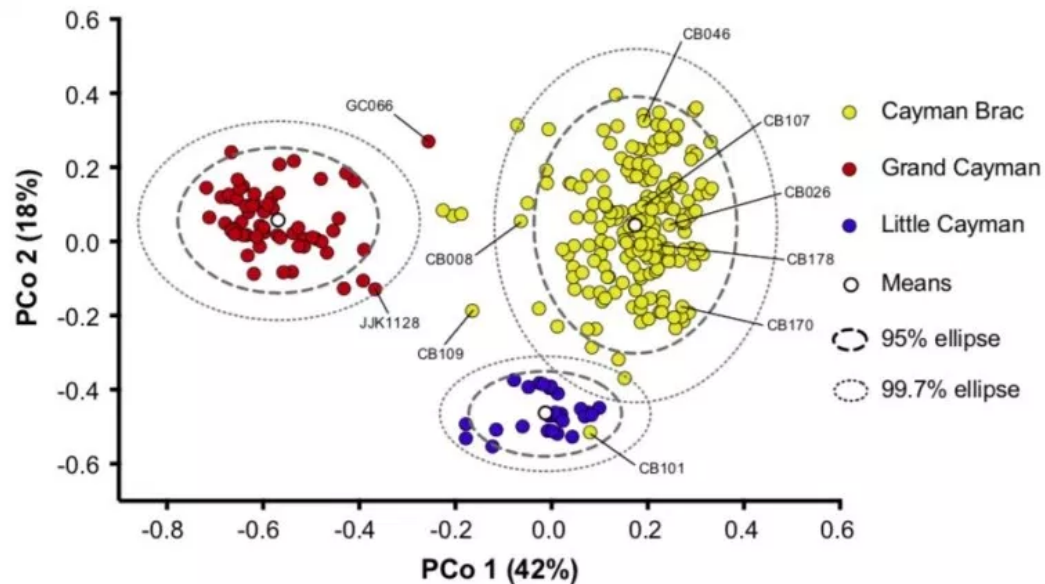 0.6
0.4
0.2
0.0
-0.2
-0.4
-0.6
PCo 2 (18%)
-0.8
-0.6
-0.4
-0.2
0.0
0.2
0.4
0.6
PCo 1 (42%)
CB046
GC066
CB107
CB026
CB008
CB178
JJK1128
CB170
CB109
CB101
Cayman Brac
Grand Cayman
Little Cayman
Means
95% ellipse
99.7% ellipse